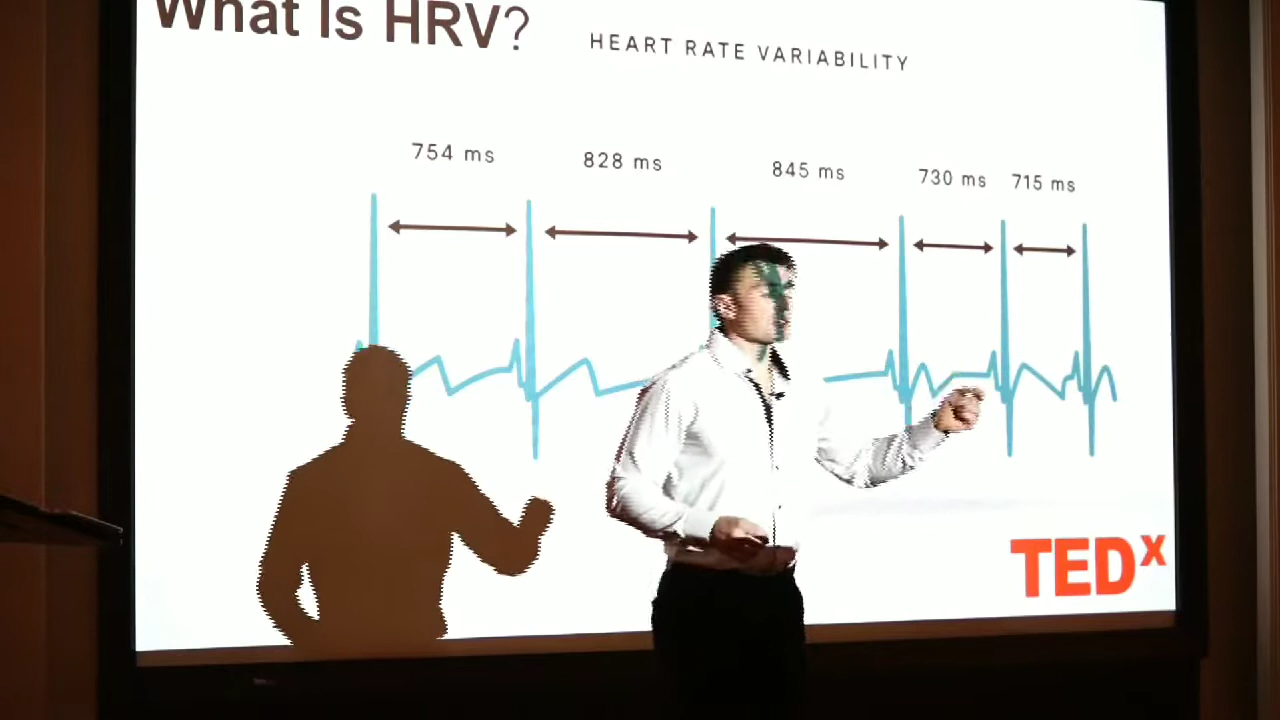 What Is HRV?
HEART RATE VARIABILITY
754 ms
828 ms
845 ms
730 ms
715 ms
TEDx